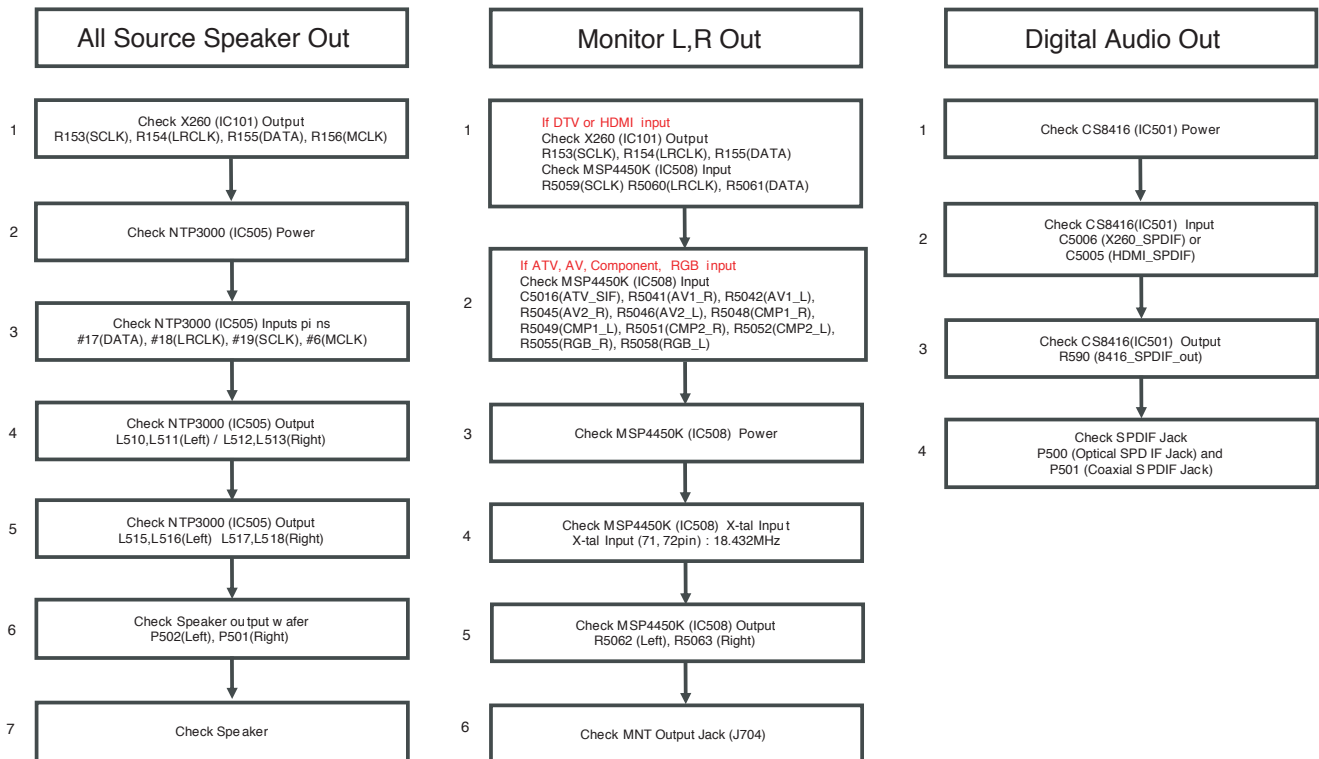 All Source Speaker Out
1
Check X260 (IC101) Output
R153(SCLK), R154(LRCLK), R155(DATA), R156(MCLK)
2
Check NTP3000 (IC505) Power
3
Check NTP3000 (IC505) Inputs pi ns
#17(DATA), #18(LRCLK), #19(SCLK), #6(MCLK)
4
Check NTP3000 (IC505) Output
L510,L511(Left) / L512,L513(Right)
5
Check NTP3000 (IC505) Output
L515,L516(Left) L517,L518(Right)
6
Check Speaker output w afer
P502(Left), P501(Right)
7
Check Speaker
Monitor L,R Out
1
If DTV or HDMI input
Check X260 (IC101) Output
R153(SCLK), R154(LRCLK), R155(DATA)
Check MSP4450K (IC508) Input
R5059(SCLK) R5060(LRCLK), R5061(DATA)
2
If ATV, AV, Component, RGB input
Check MSP4450K (IC508) Input
C5016(ATV_SIF), R5041(AV1_R), R5042(AV1_L),
R5045(AV2_R), R5046(AV2_L), R5048(CMP1_R),
R5049(CMP1_L), R5051(CMP2_R), R5052(CMP2_L),
R5055(RGB_R), R5058(RGB_L)
3
Check MSP4450K (IC508) Power
4
Check MSP4450K (IC508) X-tal Input
X-tal Input (71, 72pin) : 18.432MHz
5
Check MSP4450K (IC508) Output
R5062 (Left), R5063 (Right)
6
Check MNT Output Jack (J704)
Digital Audio Out
1
Check CS8416 (IC501) Power
2
Check CS8416(IC501) Input
C5006 (X260_SPDIF) or
C5005 (HDMI_SPDIF)
3
Check CS8416(IC501) Output
R590 (8416_SPDIF_out)
4
Check SPDIF Jack
P500 (Optical SPD IF Jack) and
P501 (Coaxial S PDIF Jack)